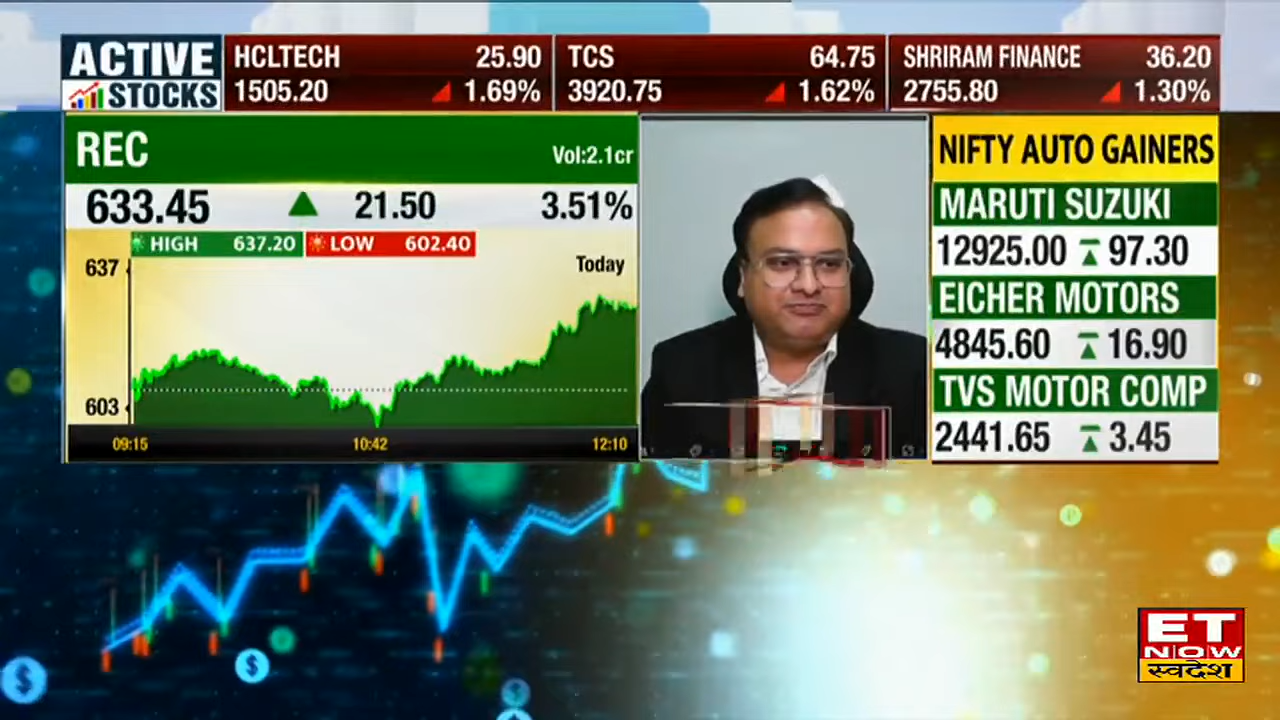 ACTIVE
STOCKS
HCLTECH 25.90
1505.20 1.69%
TCS 64.75
3920.75 1.62%
SHRIRAM FINANCE 36.20
2755.80 1.30%
REC
Vol:2.1cr
633.45 21.50 3.51%
HIGH 637.20 LOW 602.40
Today
637
603
09:15 10:42 12:10
NIFTY AUTO GAINERS
MARUTI SUZUKI
12925.00 97.30
EICHER MOTORS
4845.60 16.90
TVS MOTOR COMP
2441.65 3.45
$
$
$
ET
NOW
स्वदेश